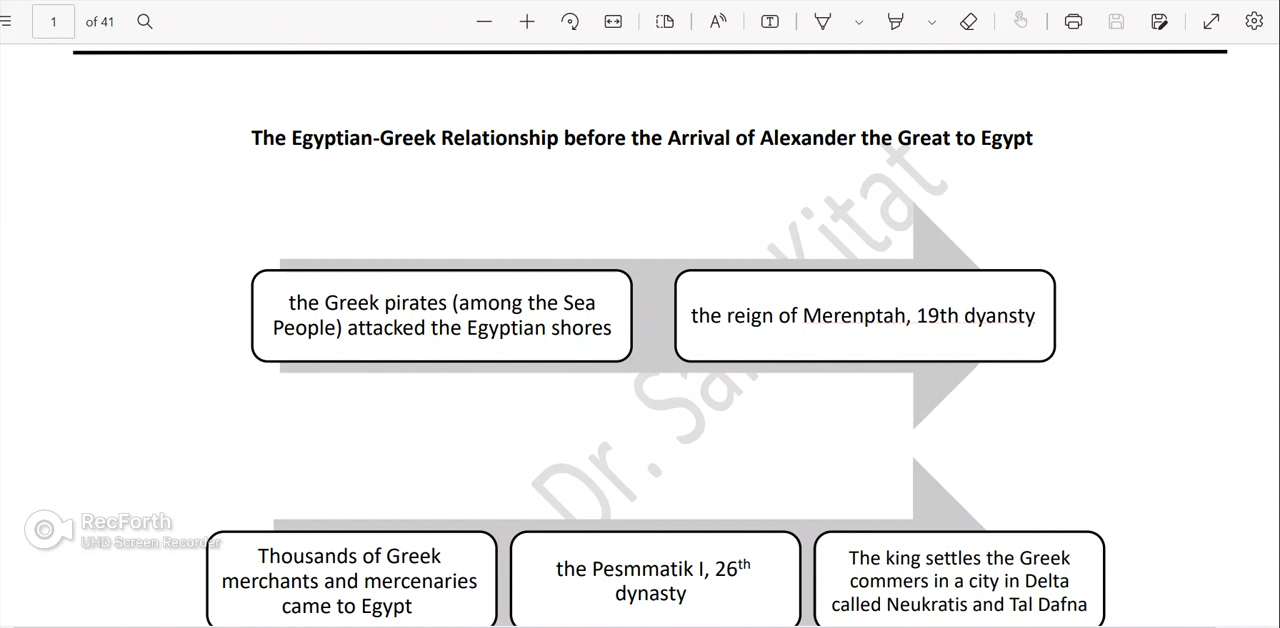 1 of 41
The Egyptian-Greek Relationship before the Arrival of Alexander the Great to Egypt
the Greek pirates (among the Sea
People) attacked the Egyptian shores
the reign of Merenptah, 19th dyansty
Dr. Sa Kitat
RecForth
UHD Screen Recorder
Thousands of Greek
merchants and mercenaries
came to Egypt
the Pesmmatik I, 26th
dynasty
The king settles the Greek
commers in a city in Delta
called Neukratis and Tal Dafna